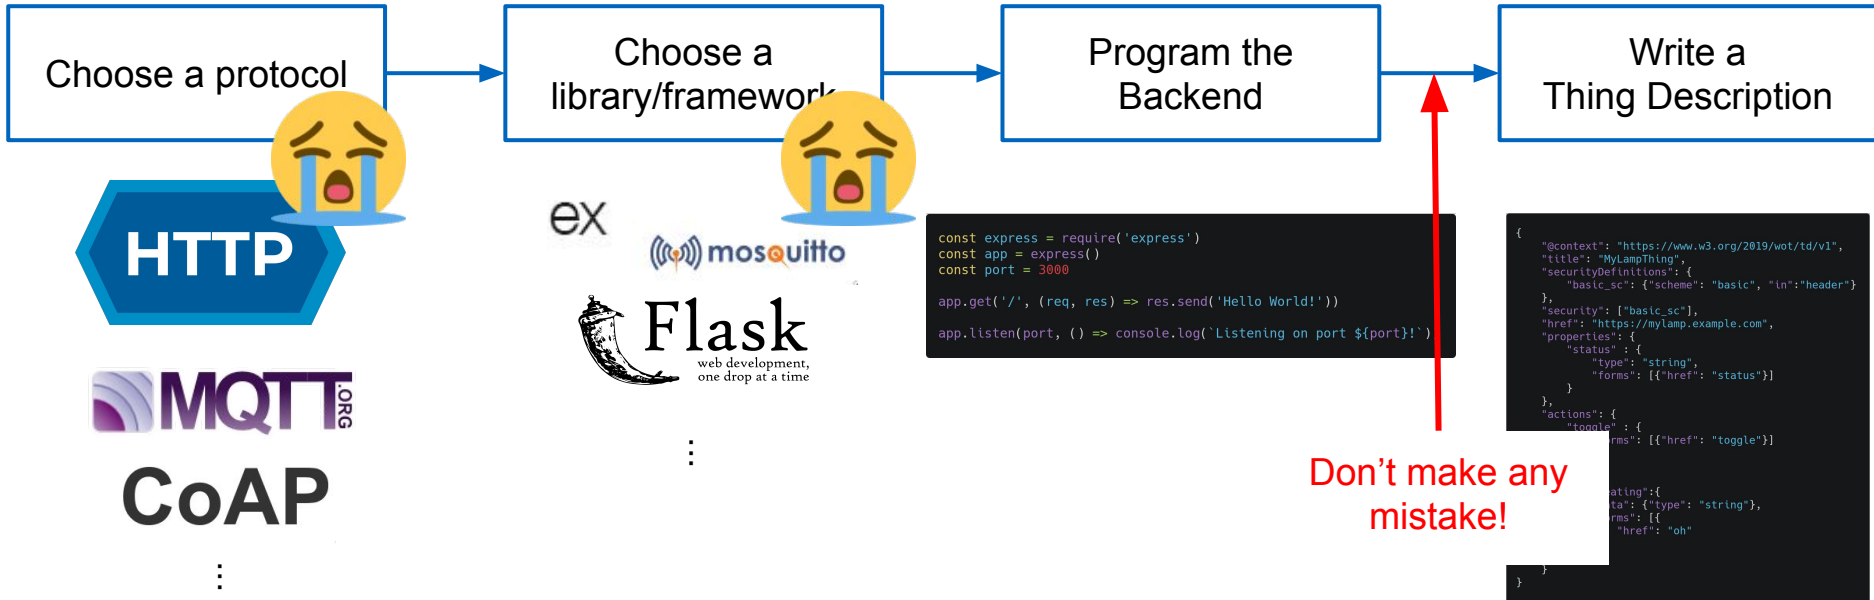 Choose a protocol
Choose a
library/framework
Program the
Backend
Write a
Thing Description
HTTP
MQTT.ORG
CoAP
⋮
ex
mosquitto
Flask
web development,
one drop at a time
⋮
const express = require('express')
const app = express()
const port = 3000
app.get('/', (req, res) => res.send('Hello World!'))
app.listen(port, () => console.log(`Listening on port ${port}!`)
Don't make any
mistake!
{
"@context": "https://www.w3.org/2019/wot/td/v1",
"title": "MyLampThing",
"securityDefinitions": {
"basic_sc": {"scheme": "basic", "in":"header"}
},
"security": ["basic_sc"],
"href": "https://mylamp.example.com",
"properties": {
"status" : {
"type": "string",
"forms": [{"href": "status"}]
}
},
"actions": {
"toggle" : {
rms": [{"href": "toggle"}]
ating":{
ta": {"type": "string"},
rms": [{
"href": "oh"
}
}